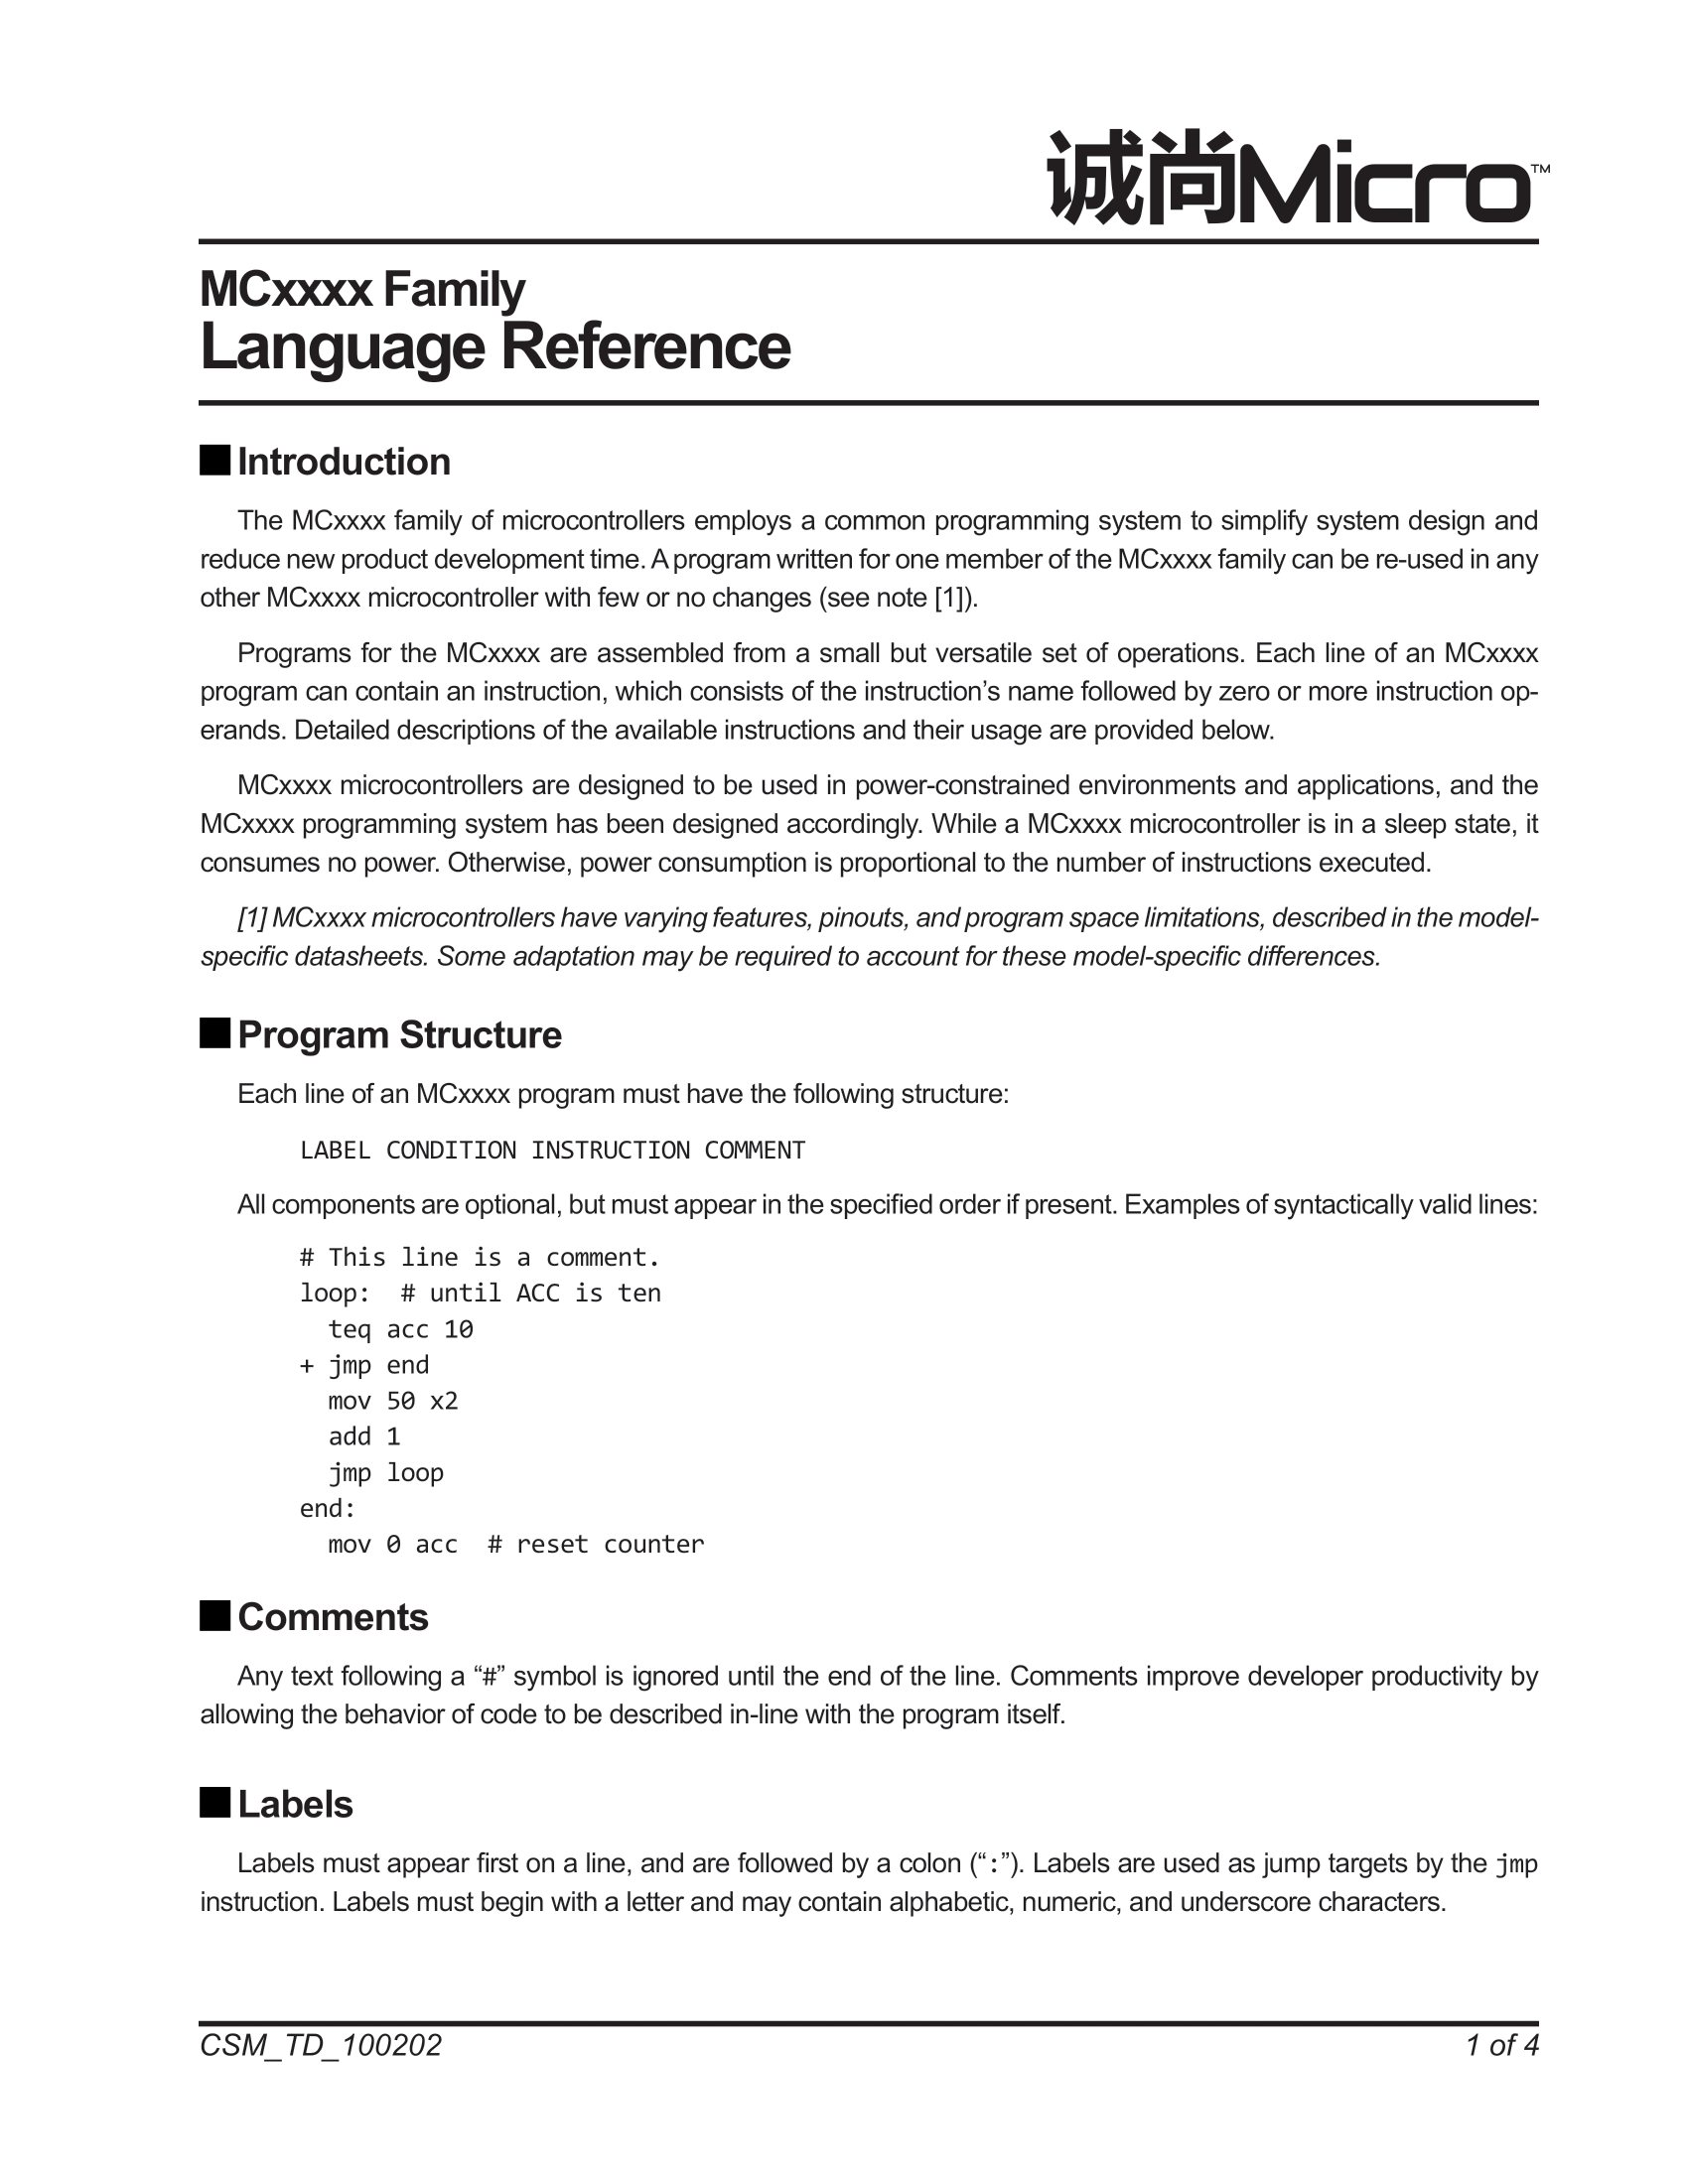 诚尚Micro™
MCxxxx Family
Language Reference
Introduction
The MCxxxx family of microcontrollers employs a common programming system to simplify system design and
reduce new product development time. A program written for one member of the MCxxxx family can be re-used in any
other MCxxxx microcontroller with few or no changes (see note [1]).
Programs for the MCxxxx are assembled from a small but versatile set of operations. Each line of an MCxxxx
program can contain an instruction, which consists of the instruction’s name followed by zero or more instruction op-
erands. Detailed descriptions of the available instructions and their usage are provided below.
MCxxxx microcontrollers are designed to be used in power-constrained environments and applications, and the
MCxxxx programming system has been designed accordingly. While a MCxxxx microcontroller is in a sleep state, it
consumes no power. Otherwise, power consumption is proportional to the number of instructions executed.
[1] MCxxxx microcontrollers have varying features, pinouts, and program space limitations, described in the model-
specific datasheets. Some adaptation may be required to account for these model-specific differences.
Program Structure
Each line of an MCxxxx program must have the following structure:
LABEL CONDITION INSTRUCTION COMMENT
All components are optional, but must appear in the specified order if present. Examples of syntactically valid lines:
# This line is a comment.
loop:  # until ACC is ten
  teq acc 10
+ jmp end
  mov 50 x2
  add 1
  jmp loop
end:
  mov 0 acc  # reset counter
Comments
Any text following a “#” symbol is ignored until the end of the line. Comments improve developer productivity by
allowing the behavior of code to be described in-line with the program itself.
Labels
Labels must appear first on a line, and are followed by a colon (“:”). Labels are used as jump targets by the jmp
instruction. Labels must begin with a letter and may contain alphabetic, numeric, and underscore characters.
CSM_TD_100202
1 of 4